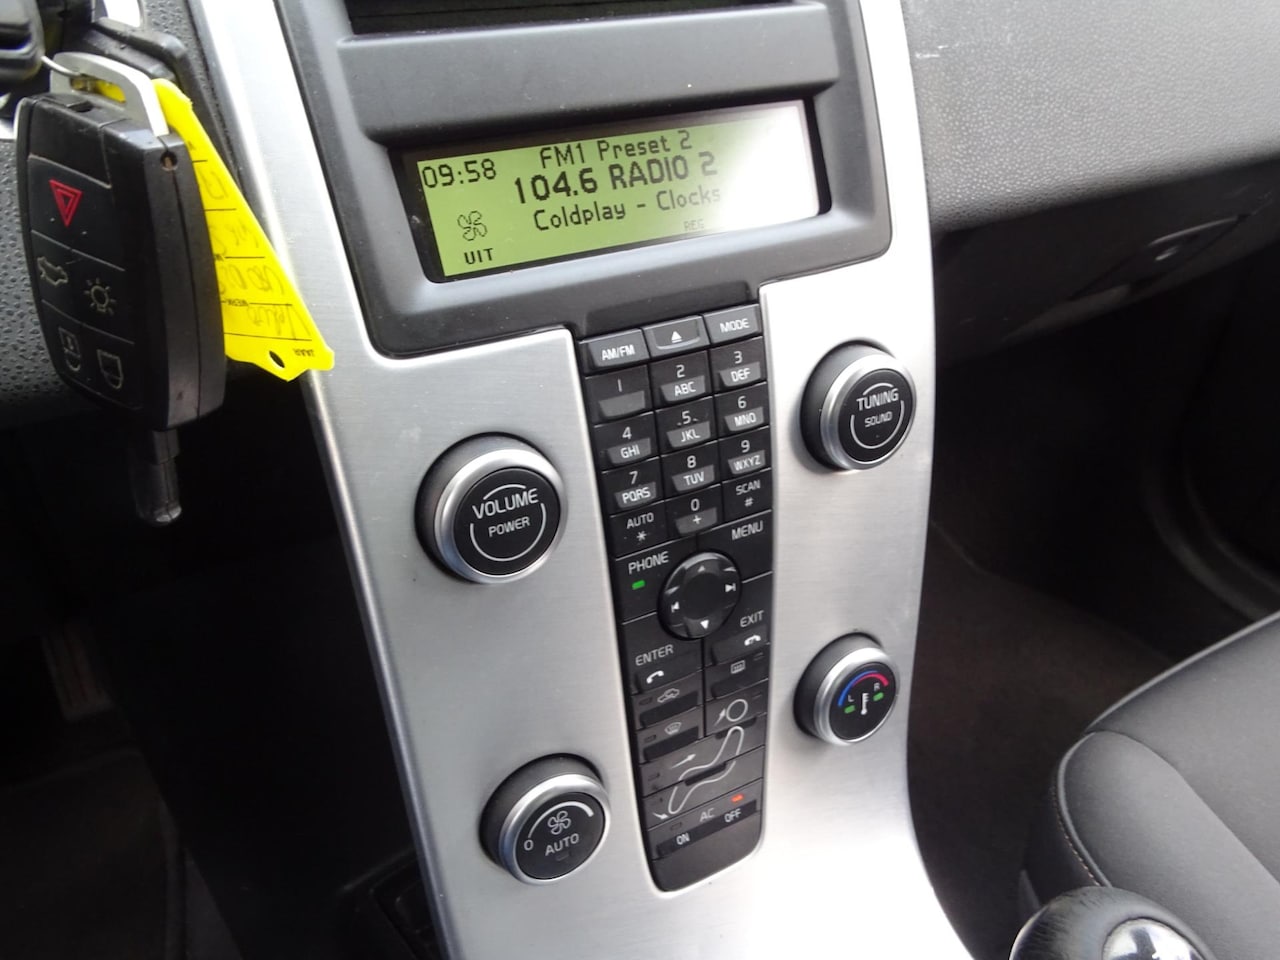 FM1 Preset 2
09:58
104.6 RADIO 2
Coldplay - Clocks
REG
UIT
AM/FM
MODE
1
2 ABC
3 DEF
4 GHI
5 JKL
6 MNO
7 PQRS
8 TUV
9 WXYZ
AUTO *
0 +
SCAN #
MENU
PHONE
EXIT
ENTER
VOLUME
POWER
TUNING
SOUND
L R
0 AUTO
AC
ON OFF
JAAR